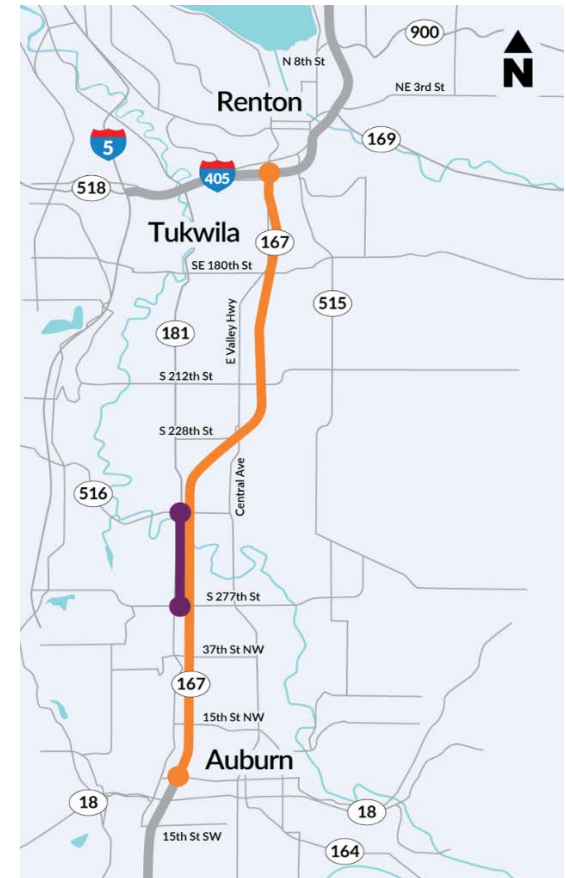 900
N
N 8th St
NE 3rd St
Renton
5
169
405
518
Tukwila
167
SE 180th St
515
181
E Valley Hwy
S 212th St
S 228th St
Central Ave
516
S 277th St
37th St NW
167
15th St NW
Auburn
18
18
15th St SW
164